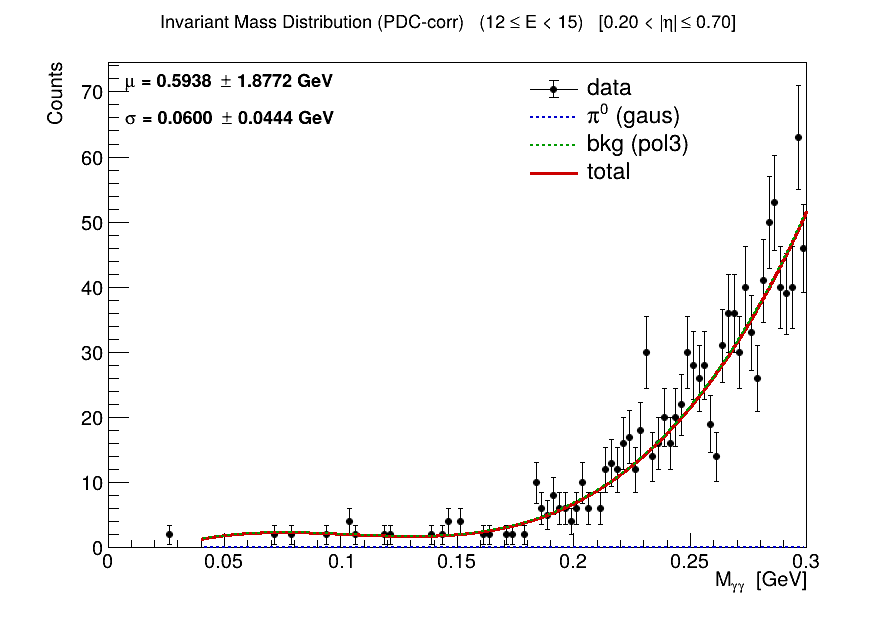 Invariant Mass Distribution (PDC-corr) (12 ≤ E < 15) [0.20 < |η| ≤ 0.70]
μ = 0.5938 ± 1.8772 GeV
σ = 0.0600 ± 0.0444 GeV
data
π⁰ (gaus)
bkg (pol3)
total
Counts
70
60
50
40
30
20
10
0
0 0.05 0.1 0.15 0.2 0.25 0.3
Mγγ [GeV]